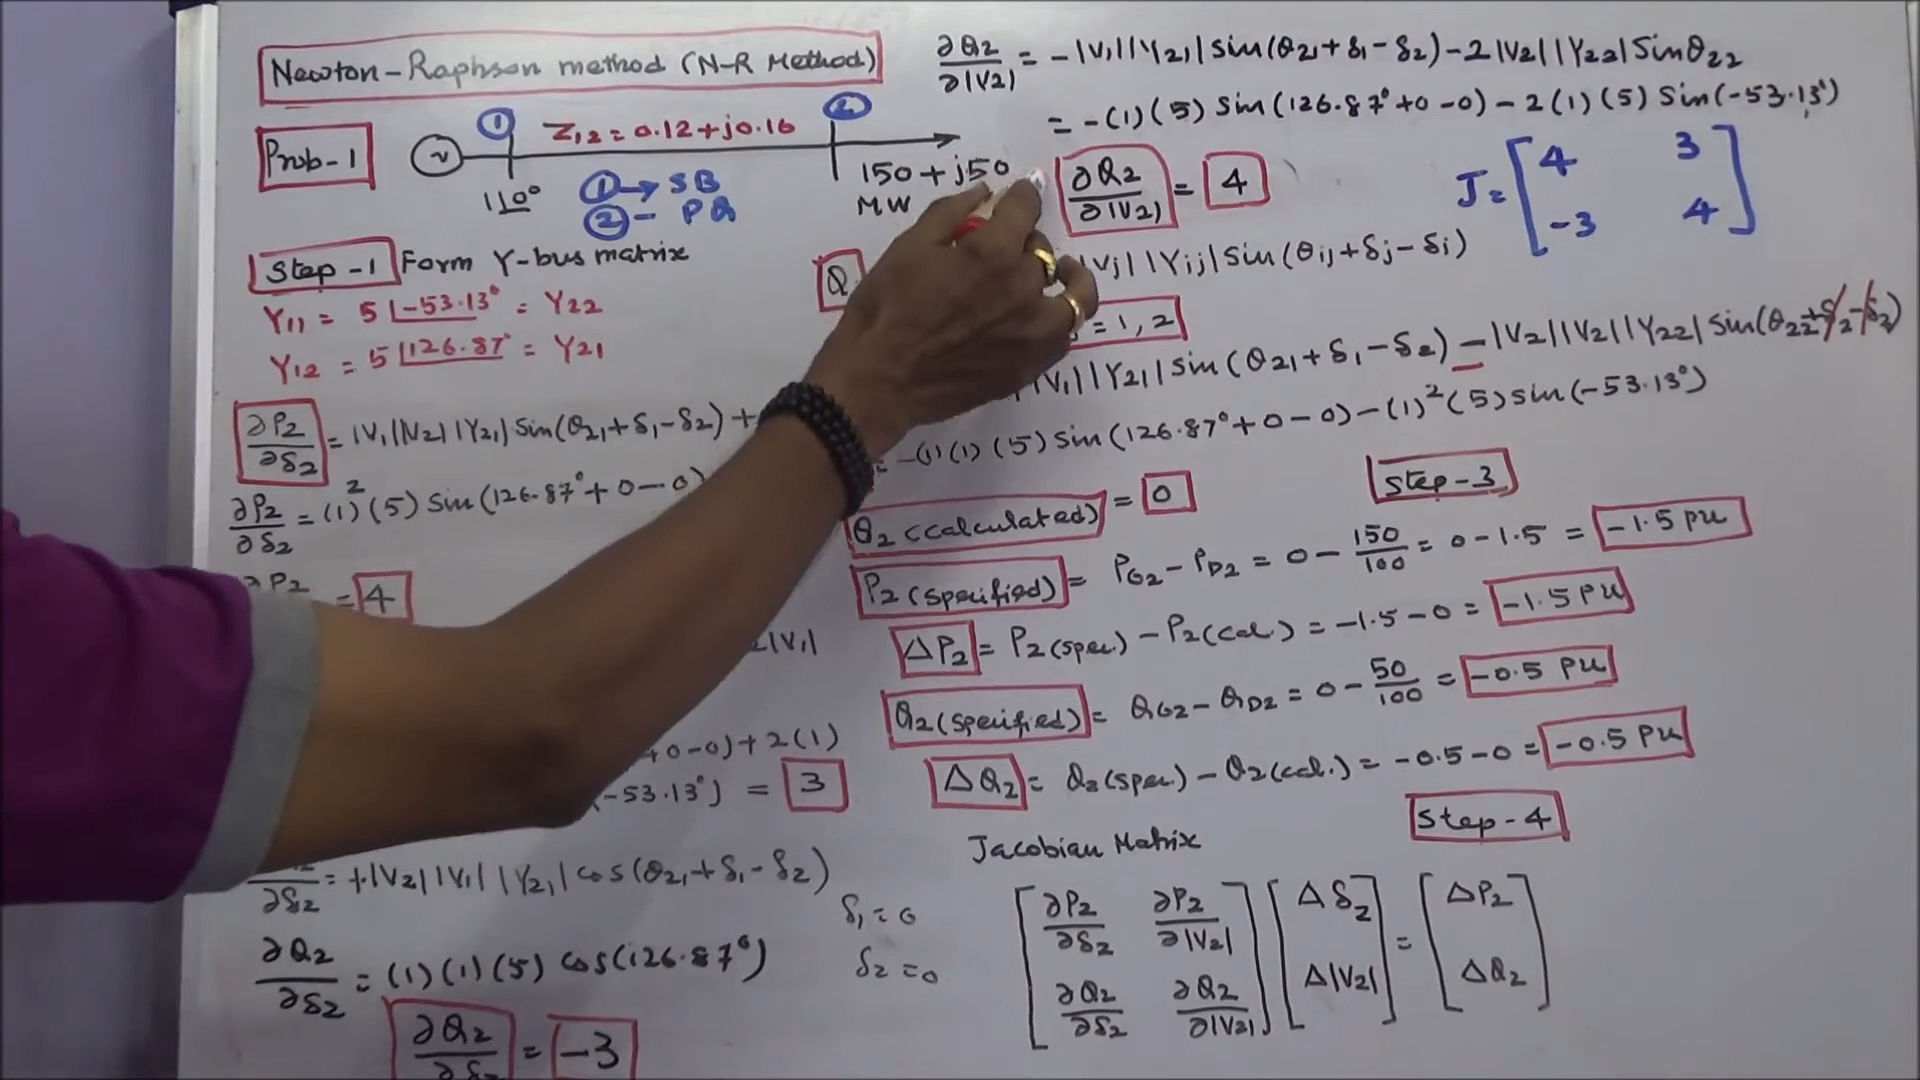 Newton-Raphson method (N-R Method)
Prob-1
1
2
Z12 = 0.12+j0.16
1∠0°
1 → SB
2 - PQ
150 + j50
MW
Step-1 Form Y-bus matrix
Y11 = 5∠-53.13° = Y22
Y12 = 5∠126.87° = Y21
∂P2/∂δ2 = |V1||V2||Y21| Sin(θ21+δ1-δ2) +
∂P2/∂δ2 = (1)²(5) Sin(126.87°+0-0)
∂P2 = 4
2|V1|
+0-0)+2(1)
(-53.13°) = 3
∂δ2 = +|V2||V1||Y21| cos(θ21+δ1-δ2)
δ1 = 0
δ2 = 0
∂Q2/∂δ2 = (1)(1)(5) cos(126.87°)
∂Q2/∂δ2 = -3
∂Q2/∂|V2| = -|V1||Y21| sin(θ21+δ1-δ2)-2|V2||Y22| Sinθ22
= -(1)(5) Sin(126.87°+0-0) - 2(1)(5) Sin(-53.13°)
∂Q2/∂|V2| = 4
J = [4 3
-3 4]
Q
|Vj||Yij| Sin(θij+δj-δi)
= 1, 2
|V1||Y21| Sin(θ21+δ1-δ2) - |V2||V2||Y22| Sin(θ22+δ2-δ2)
= -(1)(1)(5) Sin(126.87°+0-0)-(1)²(5) sin(-53.13°)
Q2 (calculated) = 0
Step-3
P2 (specified) = PG2 - PD2 = 0 - 150/100 = 0-1.5 = -1.5 PU
ΔP2 = P2(spec.) - P2(cal.) = -1.5-0 = -1.5 PU
Q2 (specified) = QG2 - QD2 = 0 - 50/100 = -0.5 PU
ΔQ2 = Q2(spec.) - Q2(cal.) = -0.5-0 = -0.5 PU
Step-4
Jacobian Matrix
[∂P2/∂δ2 ∂P2/∂|V2|] [Δδ2] = [ΔP2]
[∂Q2/∂δ2 ∂Q2/∂|V2|] [Δ|V2|] [ΔQ2]